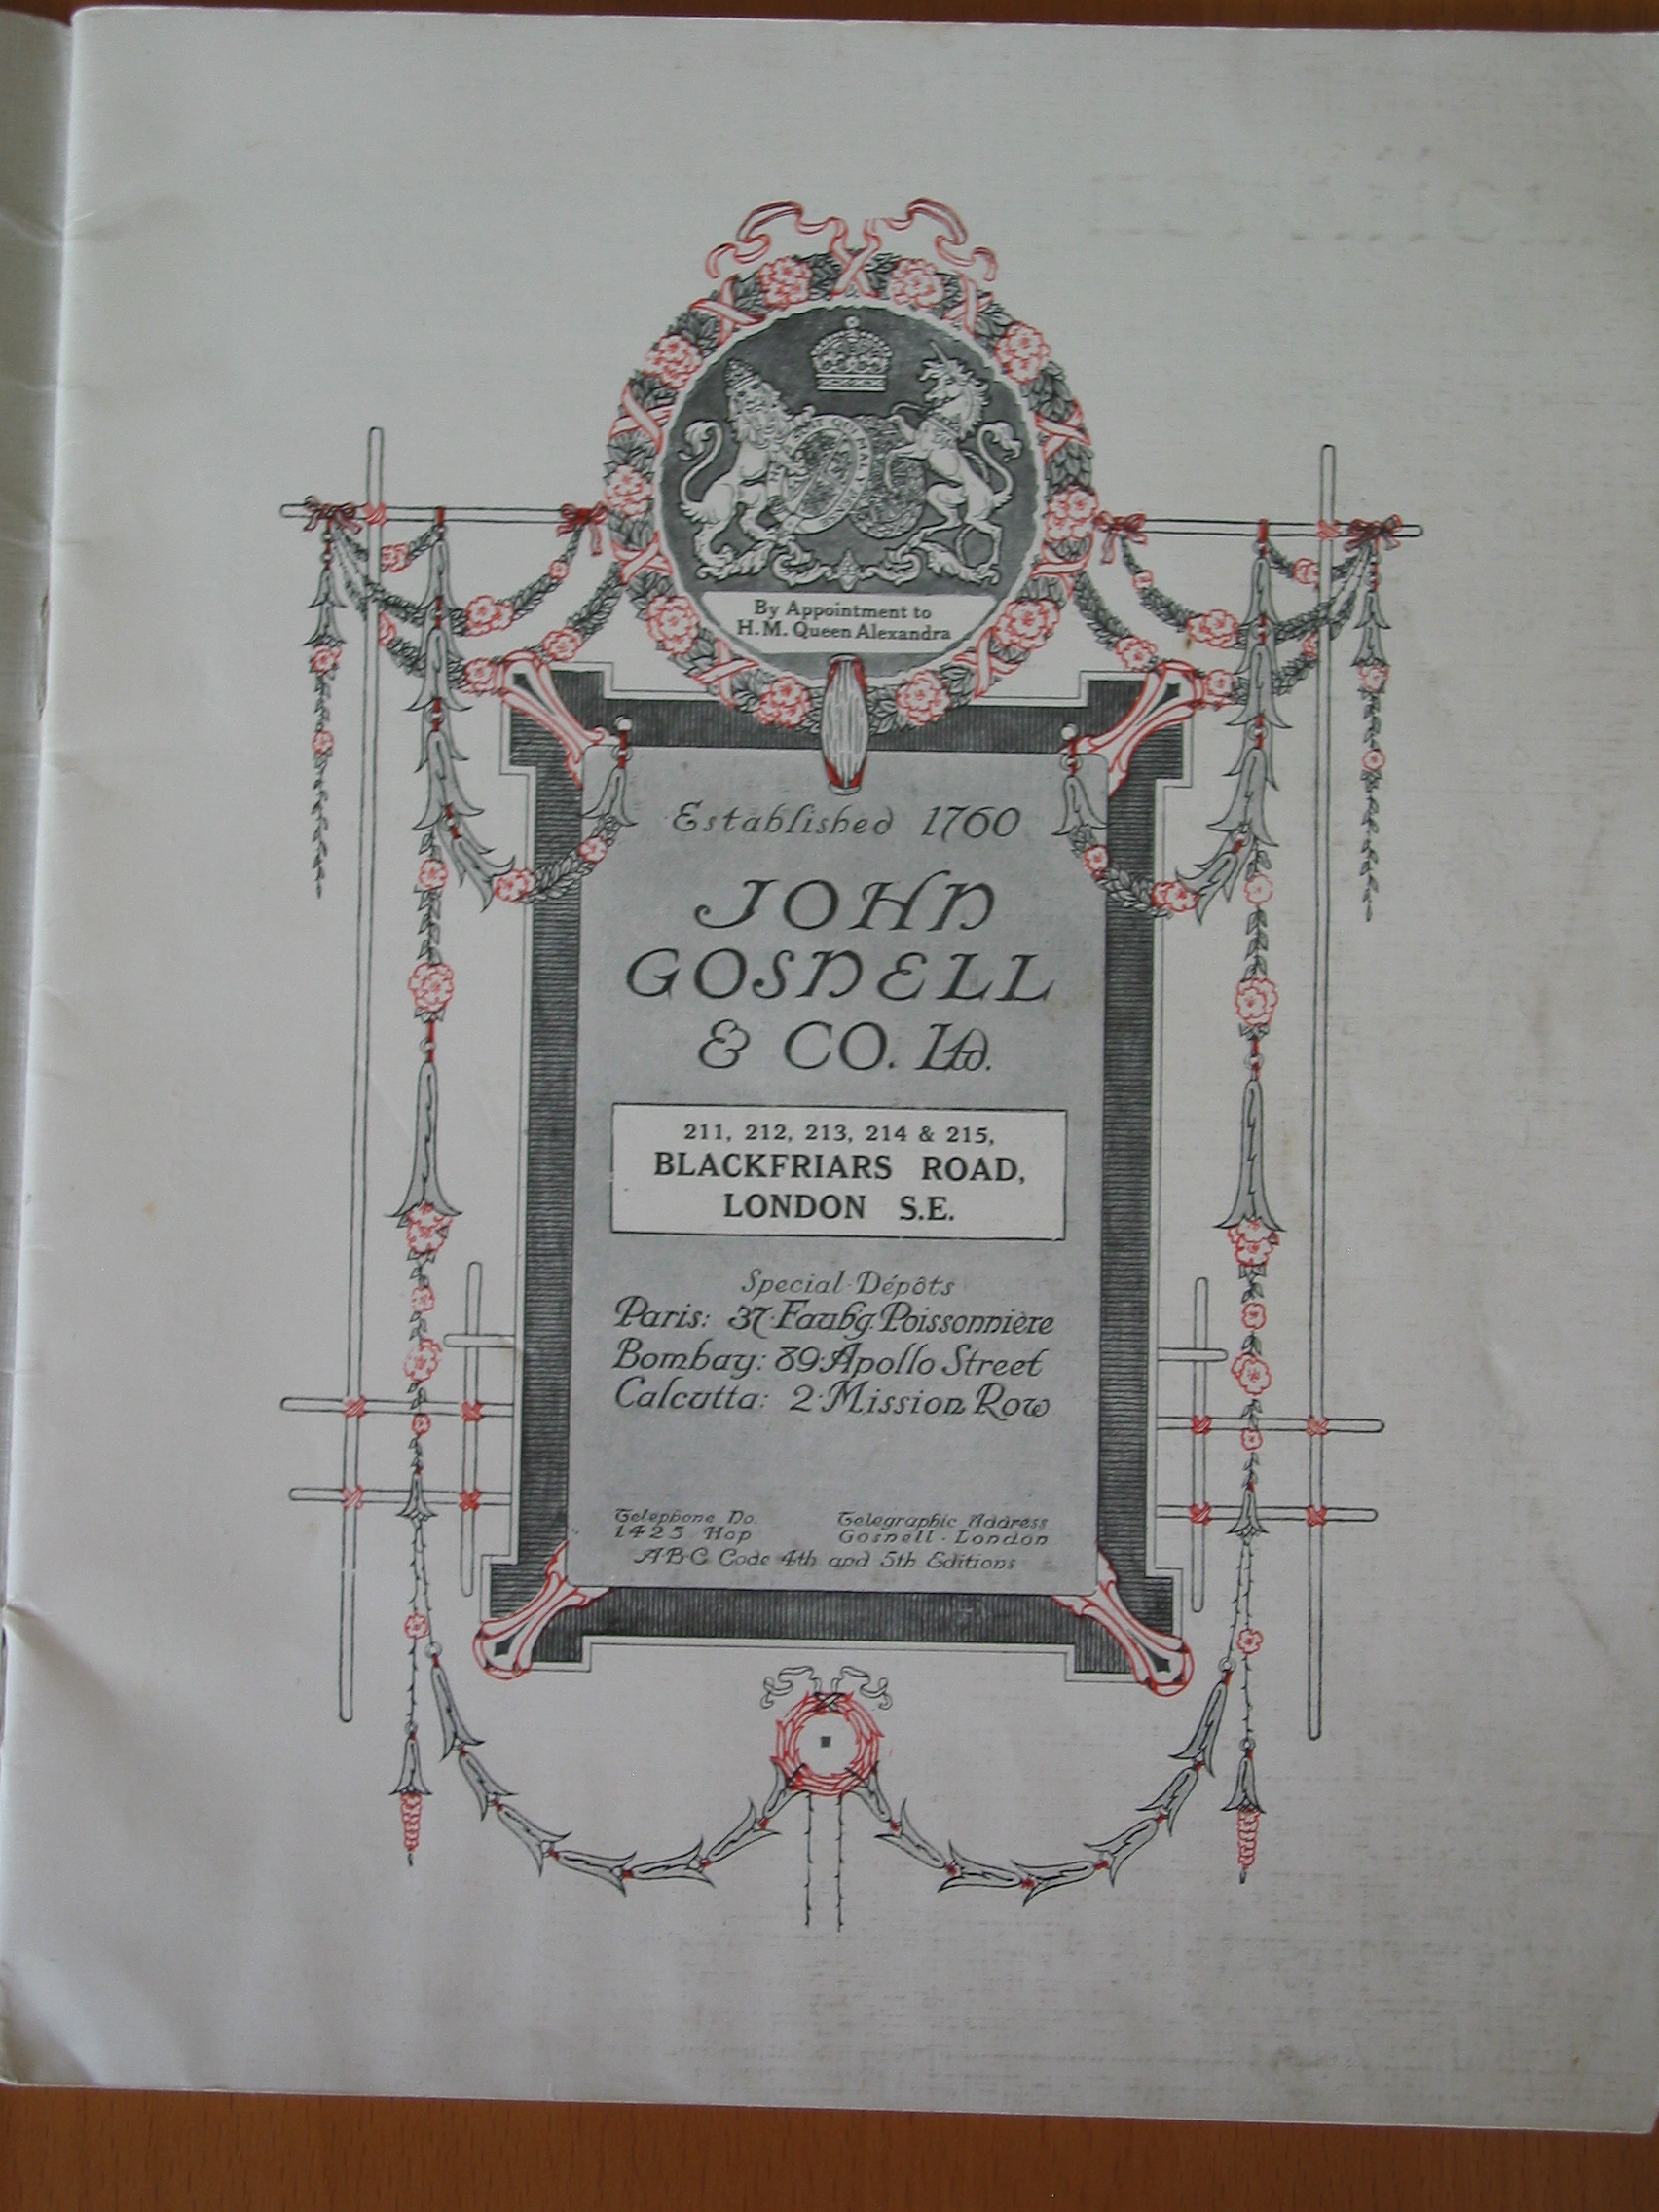 By Appointment to
H.M. Queen Alexandra
Established 1760
JOHN
GOSNELL
& CO. Ltd.
211, 212, 213, 214 & 215,
BLACKFRIARS ROAD,
LONDON S.E.
Special Dépôts
Paris: 37 Faubg. Poissonnière
Bombay: 89 Apollo Street
Calcutta: 2 Mission Row
Telephone No. Telegraphic Address
1425 Hop Gosnell · London
A·B·C Code 4th and 5th Editions